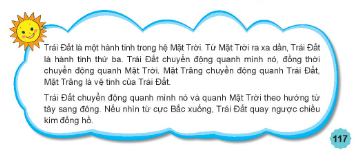 Trái Đất là một hành tinh trong hệ Mặt Trời. Từ Mặt Trời ra xa dần, Trái Đất
là hành tinh thứ ba. Trái Đất chuyển động quanh mình nó, đồng thời
chuyển động quanh Mặt Trời, Mặt Trăng chuyển động quanh Trái Đất,
Mặt Trăng là vệ tinh của Trái Đất.
Trái Đất chuyển động quanh mình nó và quanh Mặt Trời theo hướng từ
tây sang đông. Nếu nhìn từ cực Bắc xuống, Trái Đất quay ngược chiều
kim đồng hồ.
117